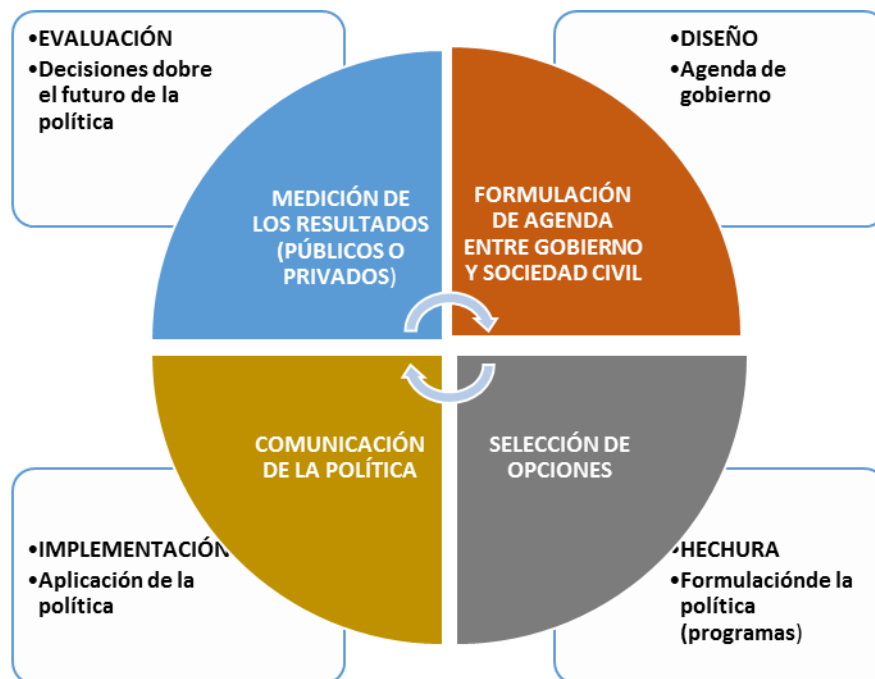 •EVALUACIÓN
•Decisiones dobre
el futuro de la
política
•DISEÑO
•Agenda de
gobierno
MEDICIÓN DE
LOS RESULTADOS
(PÚBLICOS O
PRIVADOS)
FORMULACIÓN
DE AGENDA
ENTRE GOBIERNO
Y SOCIEDAD CIVIL
COMUNICACIÓN
DE LA POLÍTICA
SELECCIÓN DE
OPCIONES
•IMPLEMENTACIÓN
•Aplicación de la
política
•HECHURA
•Formulaciónde la
política
(programas)